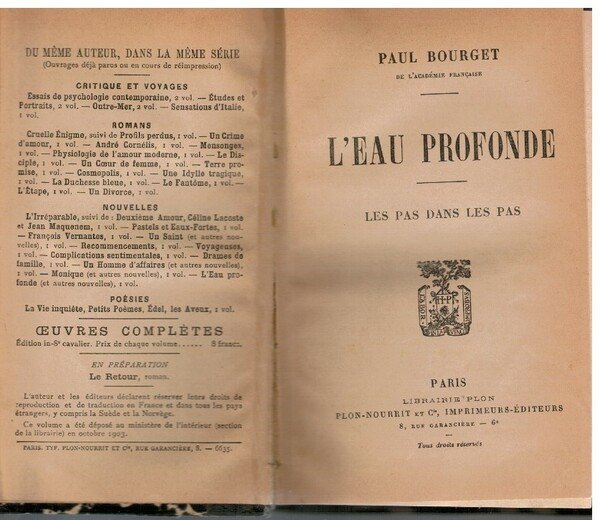 DU MÊME AUTEUR, DANS LA MÊME SÉRIE
(Ouvrages déjà parus ou en cours de réimpression)
CRITIQUE ET VOYAGES
Essais de psychologie contemporaine, 2 vol. — Études et
Portraits, 2 vol. — Outre-Mer, 2 vol. — Sensations d'Italie,
1 vol.
ROMANS
Cruelle Énigme, suivi de Profils perdus, 1 vol. — Un Crime
d'amour, 1 vol. — André Cornélis, 1 vol. — Mensonges,
1 vol. — Physiologie de l'amour moderne, 1 vol. — Le Dis-
ciple, 1 vol. — Un Cœur de femme, 1 vol. — Terre pro-
mise, 1 vol. — Cosmopolis, 1 vol. — Une Idylle tragique,
1 vol. — La Duchesse bleue, 1 vol. — Le Fantôme, 1 vol. —
L'Étape, 1 vol. — Un Divorce, 1 vol.
NOUVELLES
L'Irréparable, suivi de : Deuxième Amour, Céline Lacoste
et Jean Maquenem, 1 vol. — Pastels et Eaux-Fortes, 1 vol.
— François Vernantes, 1 vol. — Un Saint (et autres nou-
velles), 1 vol. — Recommencements, 1 vol. — Voyageuses,
1 vol. — Complications sentimentales, 1 vol. — Drames de
famille, 1 vol. — Un Homme d'affaires (et autres nouvelles),
1 vol. — Monique (et autres nouvelles), 1 vol. — L'Eau pro-
fonde (et autres nouvelles), 1 vol.
POÉSIES
La Vie inquiète, Petits Poèmes, Édel, les Aveux, 1 vol.
ŒUVRES COMPLÈTES
Édition in-8° cavalier. Prix de chaque volume..... 8 francs.
EN PRÉPARATION
Le Retour, roman.
L'auteur et les éditeurs déclarent réserver leurs droits de
reproduction et de traduction en France et dans tous les pays
étrangers, y compris la Suède et la Norvège.
Ce volume a été déposé au ministère de l'intérieur (section
de la librairie) en octobre 1903.
PARIS. TYP. PLON-NOURRIT ET Cie, RUE GARANCIÈRE, 8. — 6635.
PAUL BOURGET
DE L'ACADÉMIE FRANÇAISE
L'EAU PROFONDE
LES PAS DANS LES PAS
PARIS
LIBRAIRIE PLON
PLON-NOURRIT ET Cie, IMPRIMEURS-ÉDITEURS
8, RUE GARANCIÈRE — 6e
Tous droits réservés